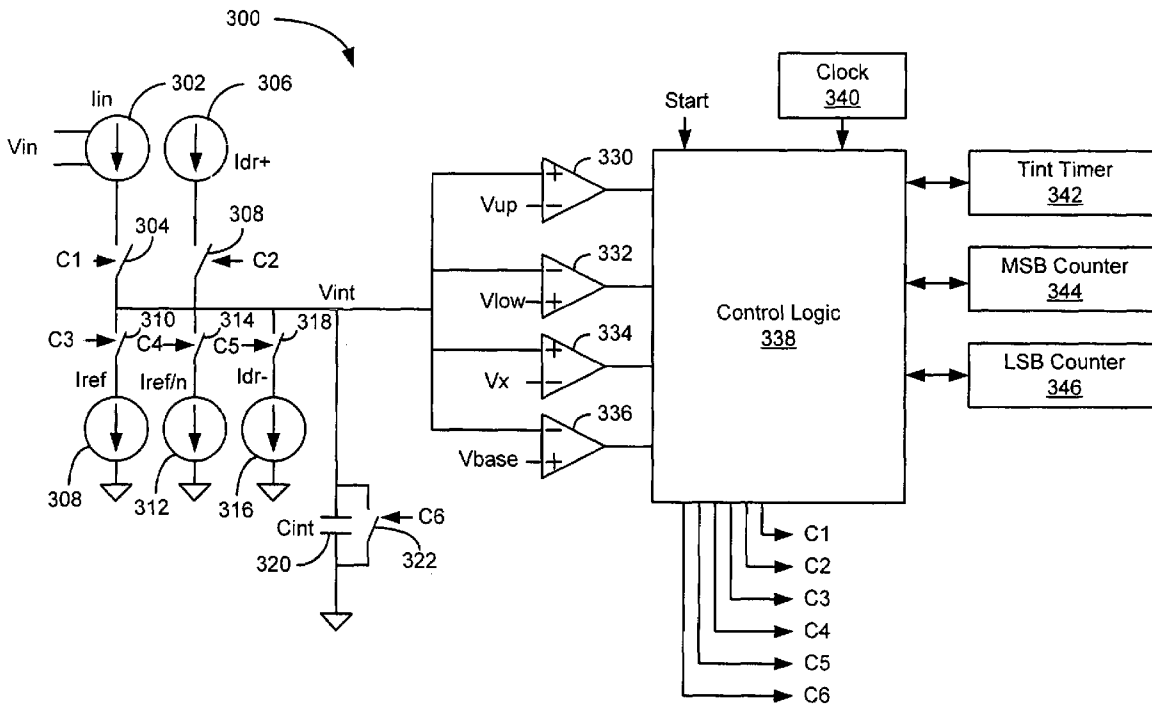 300
302
306
Iin
Vin
Idr+
304
308
C1
C2
Vint
310
314
318
C3
C4
C5
Iref
Iref/n
Idr-
308
312
316
Cint
320
C6
322
330
Vup
332
Vlow
334
Vx
336
Vbase
Start
Clock
340
Control Logic
338
Tint Timer
342
MSB Counter
344
LSB Counter
346
C1
C2
C3
C4
C5
C6